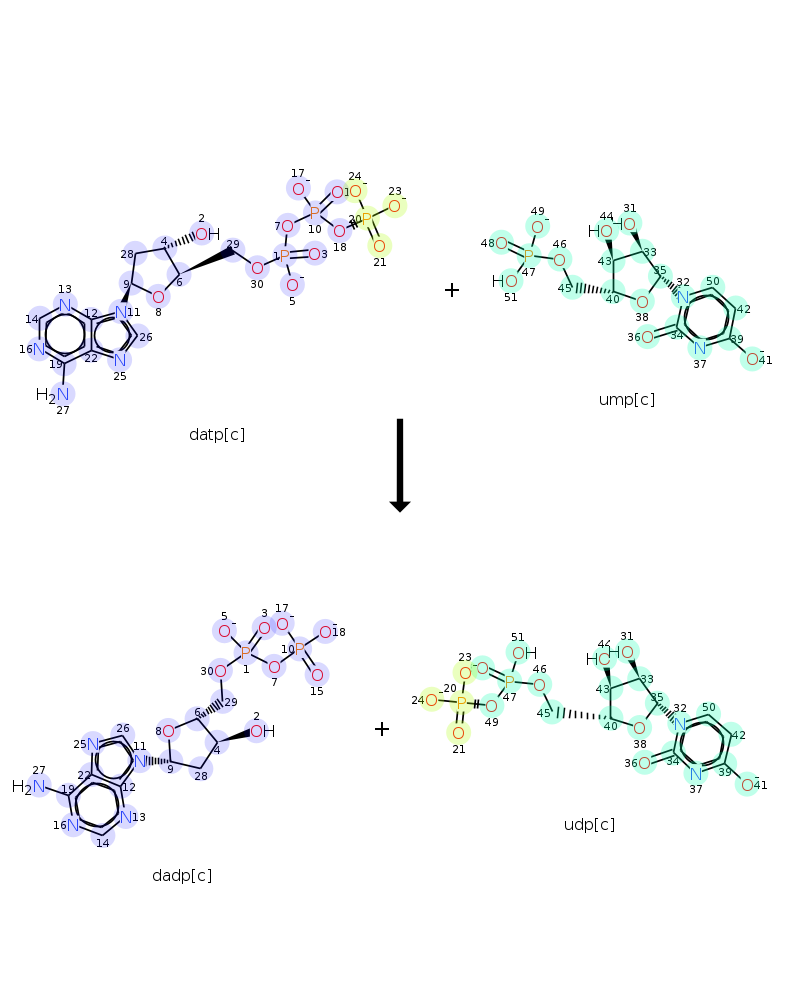 17 24 23
O- O O- O-
2 4 OH 7 O P 10 O 18 P 20 O 21
28 29 1 P O 3
9 6 O 30 O- 5
8 O
13 N 12 N 11
14 26
16 N 22 N 25
19
H₂N 27
+
49 O- 46 O
48 O P 47
HO 51 45
44 31
HO HO
43 33 35 32 N 50
40 O 38 42
36 O 34 N 37 39 O- 41
datp[c]
ump[c]
5 O- 3 O 17 O- O- 18
30 O P 1 O 7 10 P O 15
29
8 O 6 2 OH
25 N 26 11 N 9 4 28
27 H₂N 22 12
19
16 N N 13
14
+
51 OH
23 O- O 46 O
24 O 20 P O 49 P 47
O 21 45
44 31
HO HO
43 33 35 32 N 50
40 O 38 42
36 O 34 N 37 39 O- 41
udp[c]
dadp[c]